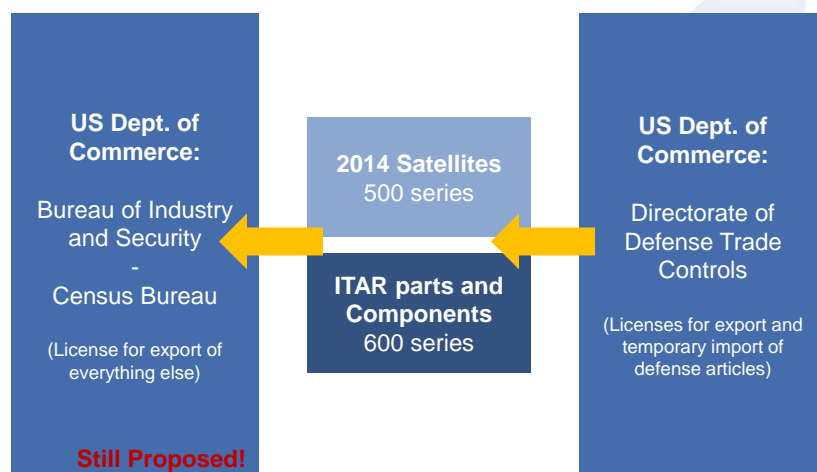 US Dept. of
Commerce:
Bureau of Industry
and Security
-
Census Bureau
(License for export of
everything else)
Still Proposed!
2014 Satellites
500 series
ITAR parts and
Components
600 series
US Dept. of
Commerce:
Directorate of
Defense Trade
Controls
(Licenses for export and
temporary import of
defense articles)